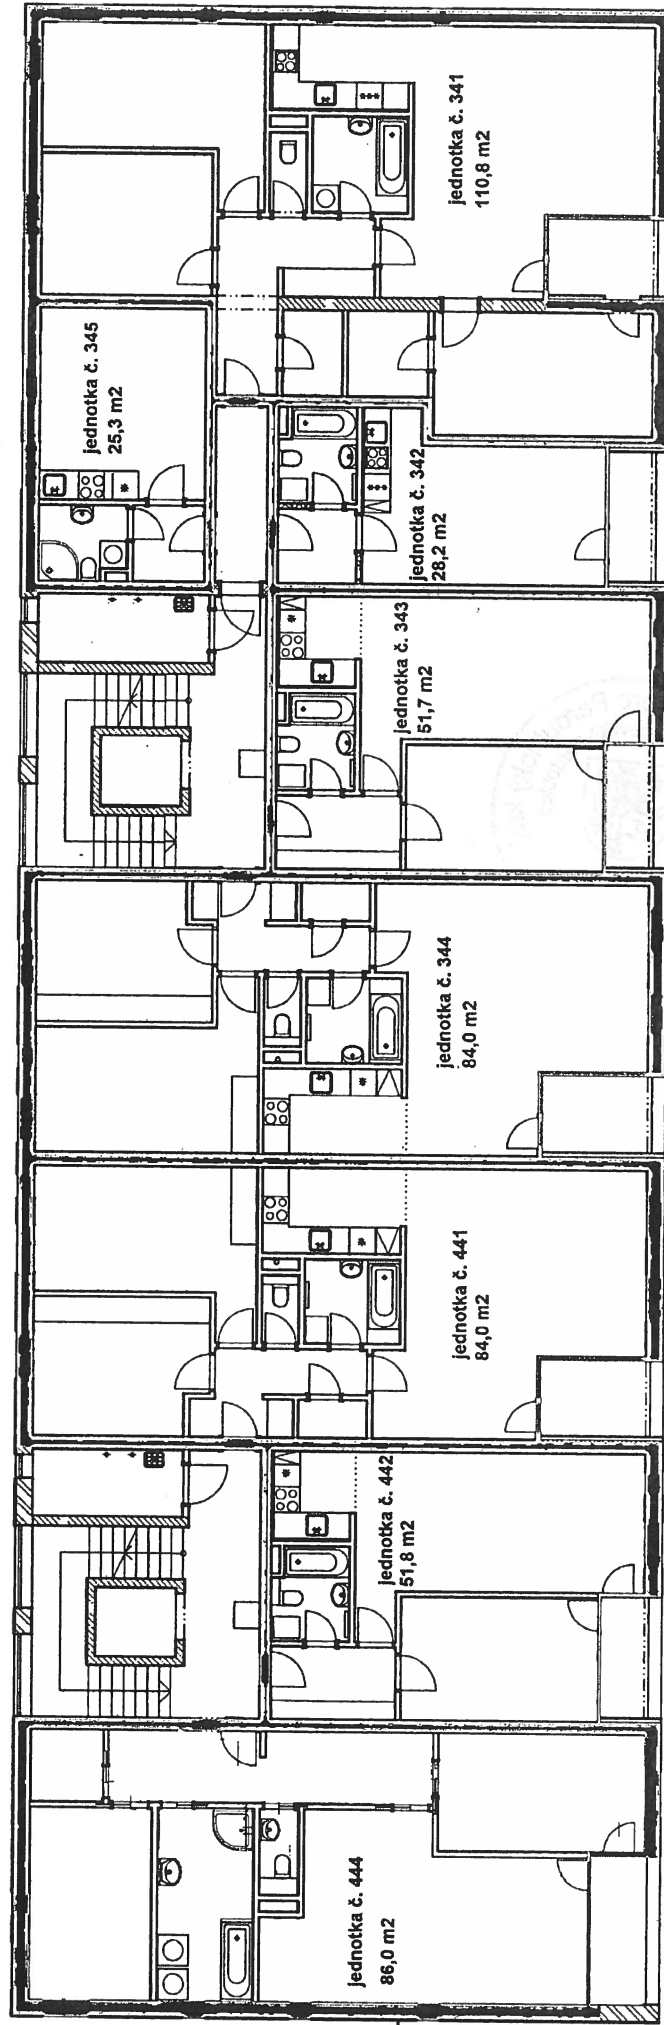 jednotka č. 341
110,8 m2
jednotka č. 345
25,3 m2
jednotka č. 342
28,2 m2
jednotka č. 343
51,7 m2
jednotka č. 344
84,0 m2
jednotka č. 441
84,0 m2
jednotka č. 442
51,8 m2
jednotka č. 444
86,0 m2